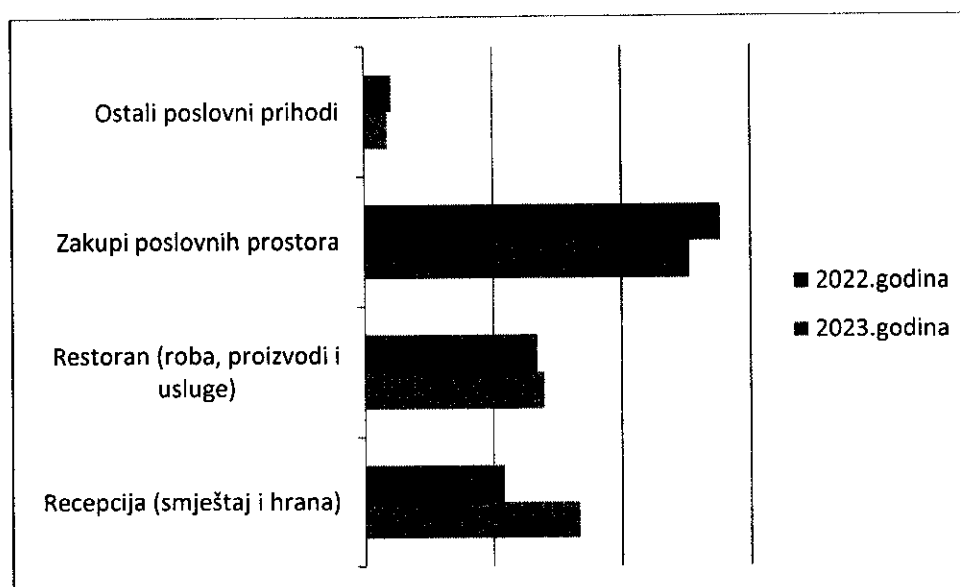 Ostali poslovni prihodi
Zakupi poslovnih prostora
Restoran (roba, proizvodi i
usluge)
Recepcija (smještaj i hrana)
2022.godina
2023.godina